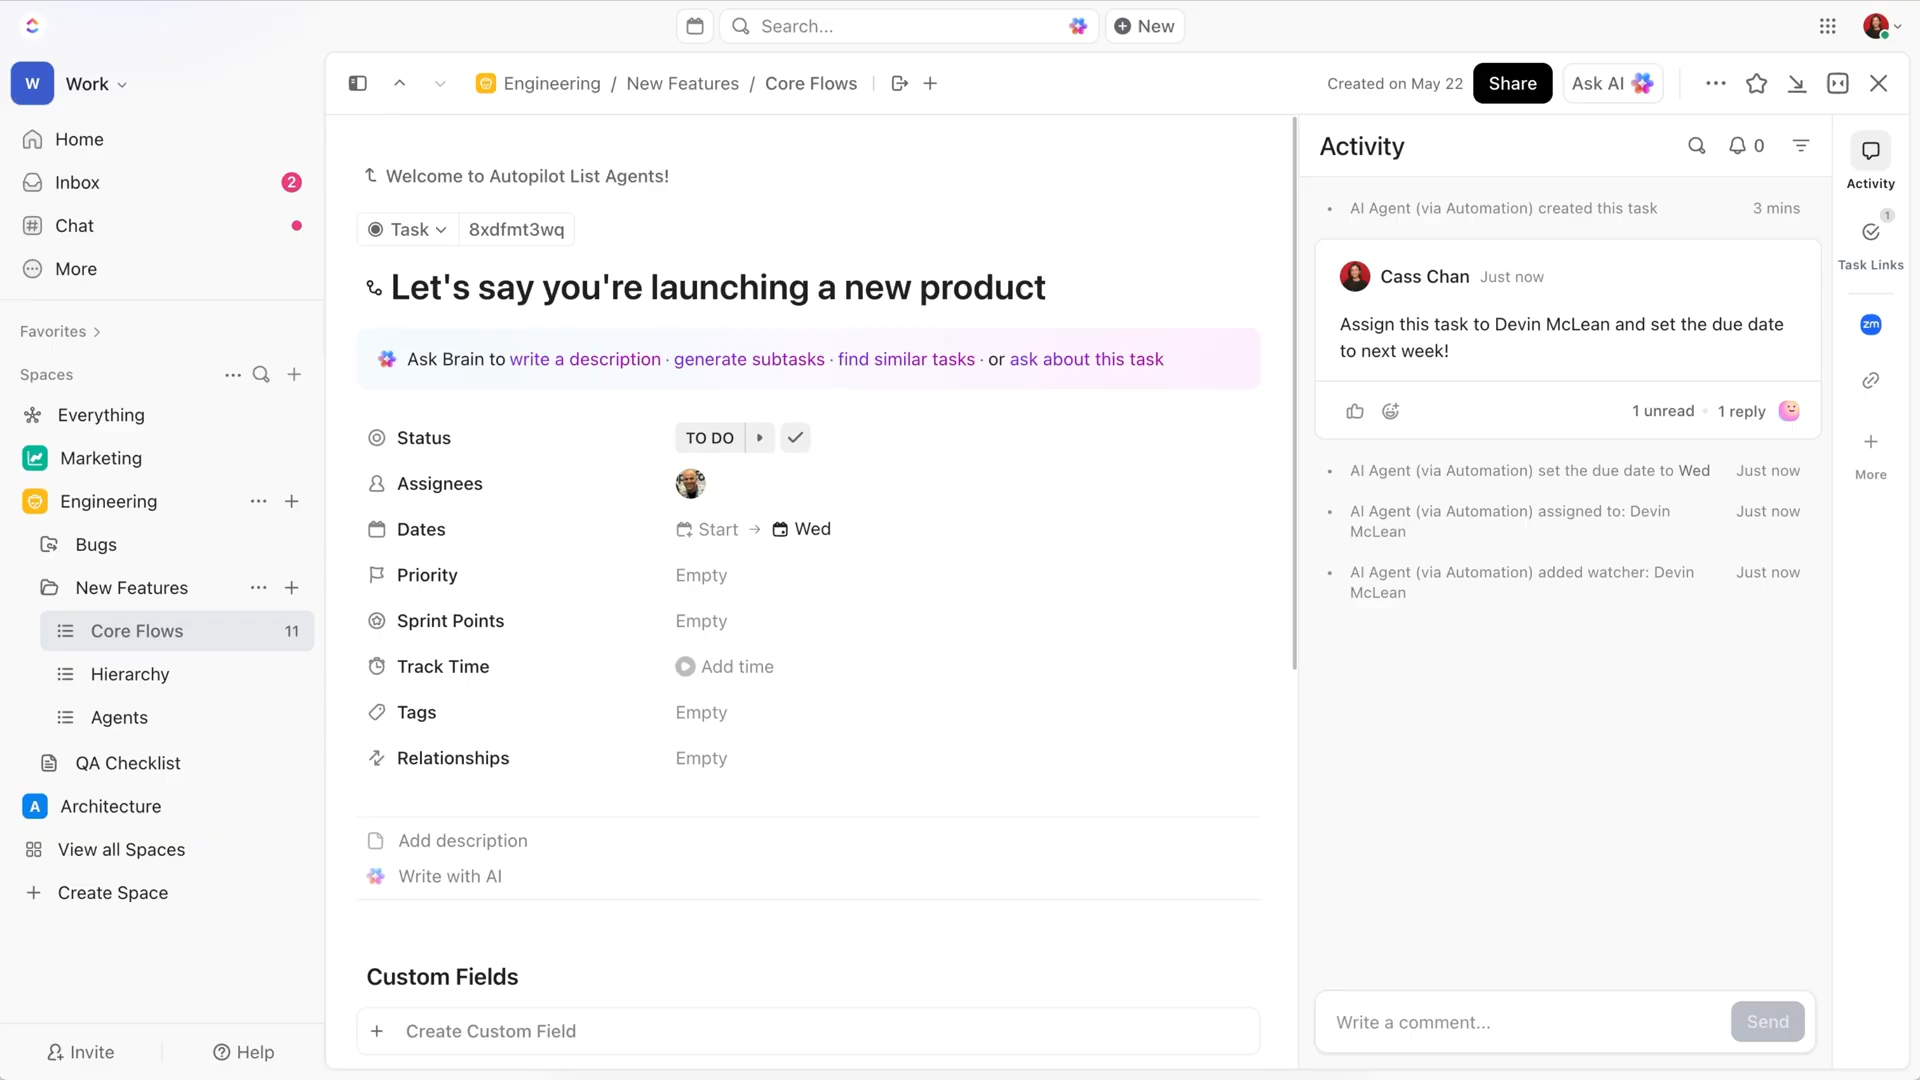 Search...
New
W
Work
Home
Inbox
2
Chat
More
Favorites
Spaces
Everything
Marketing
Engineering
Bugs
New Features
Core Flows
11
Hierarchy
Agents
QA Checklist
A
Architecture
View all Spaces
Create Space
Invite
Help
Engineering / New Features / Core Flows
Created on May 22
Share
Ask AI
Welcome to Autopilot List Agents!
Task
8xdfmt3wq
Let's say you're launching a new product
Ask Brain to write a description · generate subtasks · find similar tasks · or ask about this task
Status
TO DO
Assignees
Dates
Start → Wed
Priority
Empty
Sprint Points
Empty
Track Time
Add time
Tags
Empty
Relationships
Empty
Add description
Write with AI
Custom Fields
+ Create Custom Field
Activity
0
• AI Agent (via Automation) created this task
3 mins
Cass Chan Just now
Assign this task to Devin McLean and set the due date
to next week!
1 unread • 1 reply
• AI Agent (via Automation) set the due date to Wed
Just now
• AI Agent (via Automation) assigned to: Devin
McLean
Just now
• AI Agent (via Automation) added watcher: Devin
McLean
Just now
Write a comment...
Send
Activity
1
Task Links
zm
More